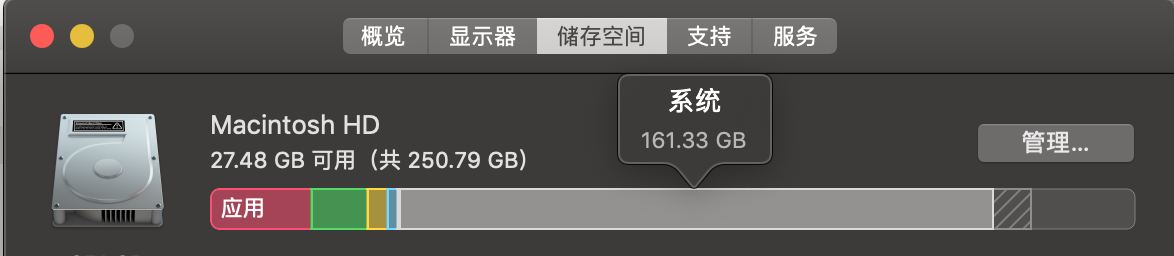 概览 显示器 储存空间 支持 服务
系统
161.33 GB
Macintosh HD
27.48 GB 可用（共 250.79 GB）
管理...
应用